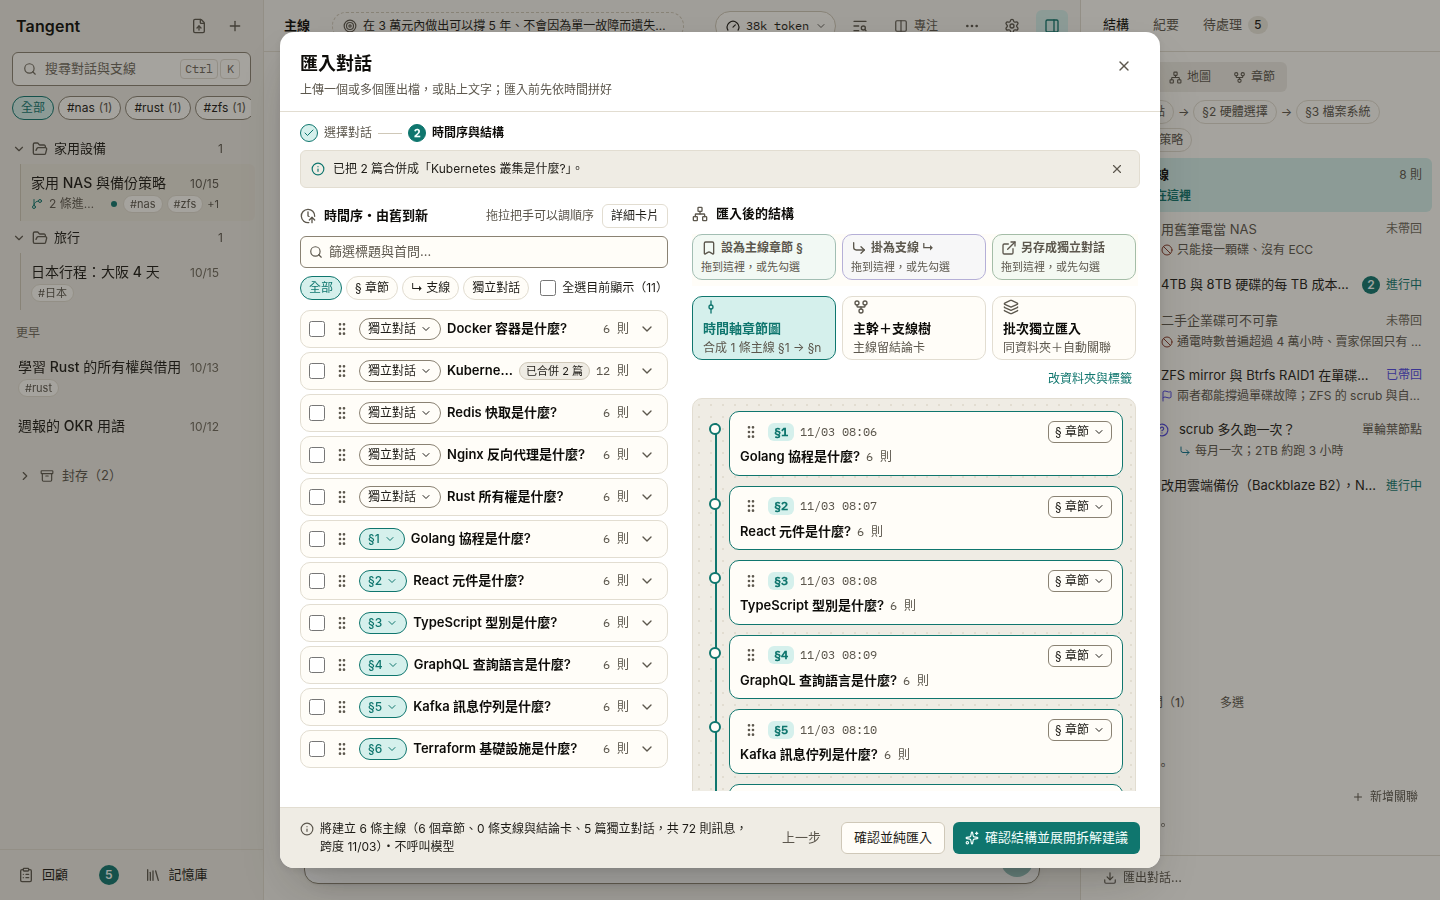 Tangent
搜尋對話與支線 Ctrl K
全部 #nas (1) #rust (1) #zfs (1)
家用設備 1
家用 NAS 與備份策略 10/15
2 條進... #nas #zfs +1
旅行 1
日本行程：大阪 4 天 10/15
#日本
更早
學習 Rust 的所有權與借用 10/13
#rust
週報的 OKR 用語 10/12
封存（2）
回顧 5 記憶庫
主線 在 3 萬元內做出可以撐 5 年、不會因為單一故障而遺失... 38k token 專注
匯入對話
上傳一個或多個匯出檔，或貼上文字；匯入前先依時間拼好
選擇對話 2 時間序與結構
已把 2 篇合併成「Kubernetes 叢集是什麼?」。
時間序・由舊到新 拖拉把手可以調順序 詳細卡片
篩選標題與首問...
全部 § 章節 支線 獨立對話 全選目前顯示（11）
獨立對話 Docker 容器是什麼? 6 則
獨立對話 Kuberne... 已合併 2 篇 12 則
獨立對話 Redis 快取是什麼? 6 則
獨立對話 Nginx 反向代理是什麼? 6 則
獨立對話 Rust 所有權是什麼? 6 則
§1 Golang 協程是什麼? 6 則
§2 React 元件是什麼? 6 則
§3 TypeScript 型別是什麼? 6 則
§4 GraphQL 查詢語言是什麼? 6 則
§5 Kafka 訊息佇列是什麼? 6 則
§6 Terraform 基礎設施是什麼? 6 則
匯入後的結構
設為主線章節 § 掛為支線 ↪ 另存成獨立對話
拖到這裡，或先勾選 拖到這裡，或先勾選 拖到這裡，或先勾選
時間軸章節圖 主幹＋支線樹 批次獨立匯入
合成 1 條主線 §1 → §n 主線留結論卡 同資料夾＋自動關聯
改資料夾與標籤
§1 11/03 08:06 § 章節
Golang 協程是什麼? 6 則
§2 11/03 08:07 § 章節
React 元件是什麼? 6 則
§3 11/03 08:08 § 章節
TypeScript 型別是什麼? 6 則
§4 11/03 08:09 § 章節
GraphQL 查詢語言是什麼? 6 則
§5 11/03 08:10 § 章節
Kafka 訊息佇列是什麼? 6 則
將建立 6 條主線（6 個章節、0 條支線與結論卡、5 篇獨立對話，共 72 則訊息，
跨度 11/03）・不呼叫模型
上一步 確認並純匯入 確認結構並展開拆解建議
結構 紀要 待處理 5
地圖 章節
→ §2 硬體選擇 → §3 檔案系統
策略
線 8 則
在這裡
用舊筆電當 NAS 未帶回
只能接一顆碟、沒有 ECC
4TB 與 8TB 硬碟的每 TB 成本... 2 進行中
二手企業碟可不可靠 未帶回
通電時數普遍超過 4 萬小時、賣家保固只有 ...
ZFS mirror 與 Btrfs RAID1 在單碟... 已帶回
兩者都能撐過單碟故障；ZFS 的 scrub 與自...
scrub 多久跑一次？ 單輪葉節點
每月一次；2TB 約跑 3 小時
改用雲端備份（Backblaze B2），N... 進行中
（1） 多選
新增關聯
匯出對話...